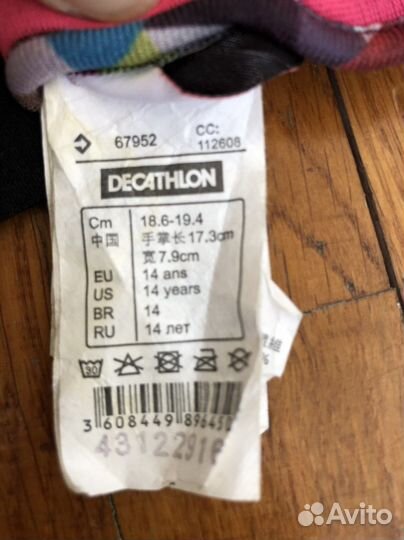 67952
CC:
112608
DECATHLON
Cm 18.6-19.4
中国 手掌长17.3cm
宽7.9cm
EU 14 ans
US 14 years
BR 14
RU 14 лет
30
3 608449
43122916
Avito